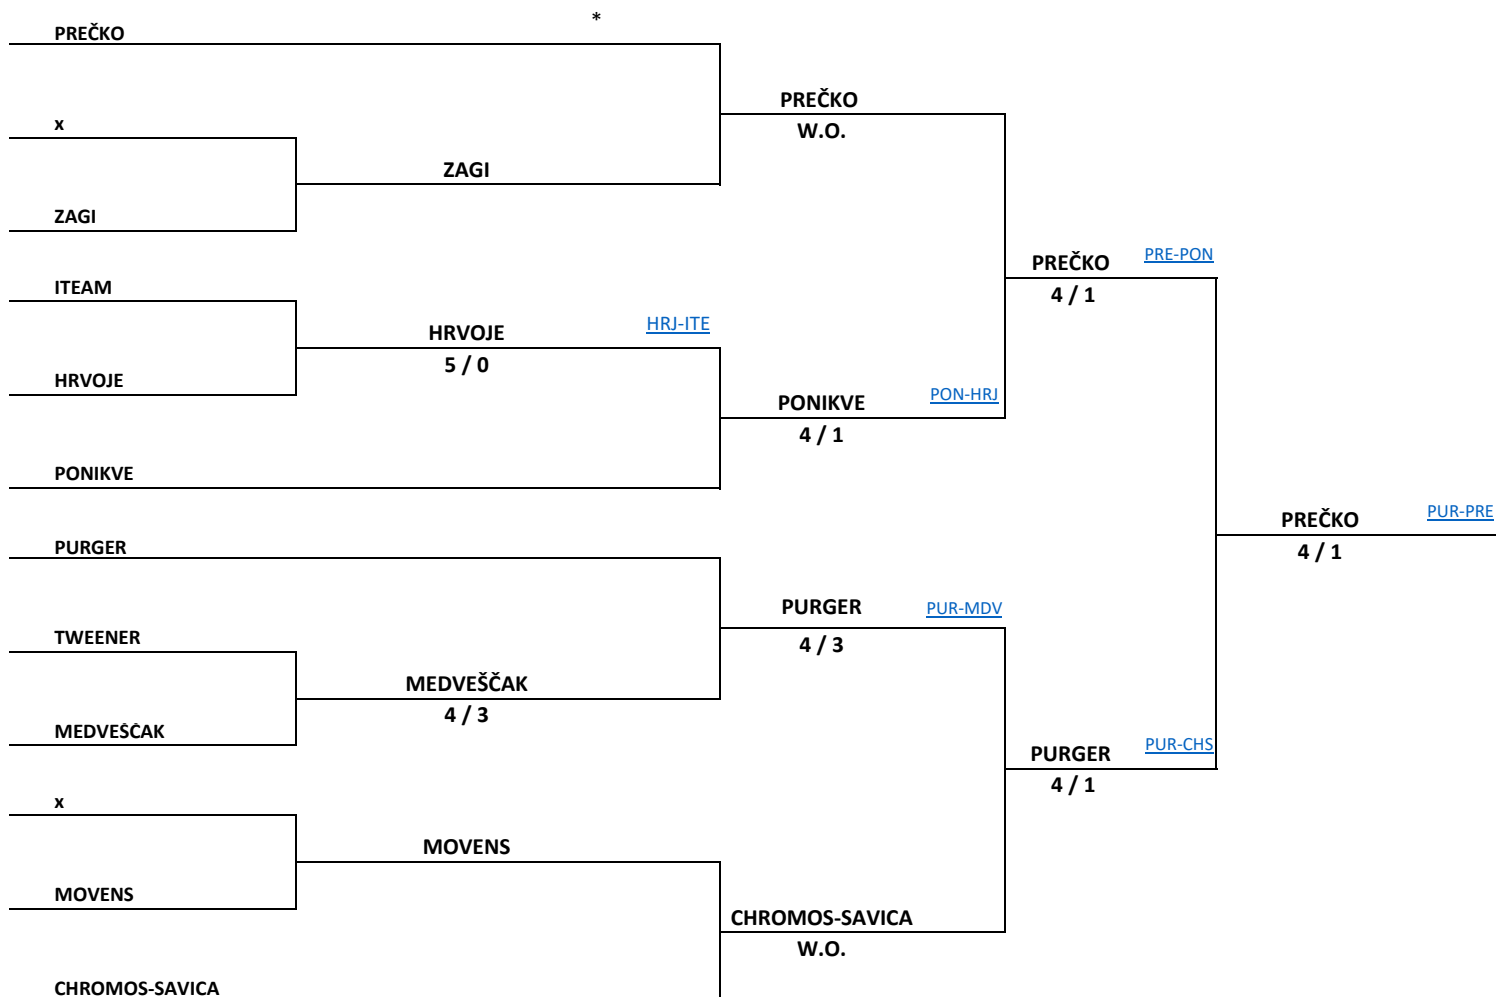 *
PREČKO
PREČKO
x
W.O.
ZAGI
ZAGI
PREČKO PRE-PON
ITEAM
4 / 1
HRVOJE HRJ-ITE
5 / 0
HRVOJE
PONIKVE PON-HRJ
4 / 1
PONIKVE
PREČKO PUR-PRE
PURGER
4 / 1
PURGER PUR-MDV
TWEENER
4 / 3
MEDVEŠČAK
4 / 3
MEDVEŠČAK
PURGER PUR-CHS
4 / 1
x
MOVENS
MOVENS
CHROMOS-SAVICA
W.O.
CHROMOS-SAVICA